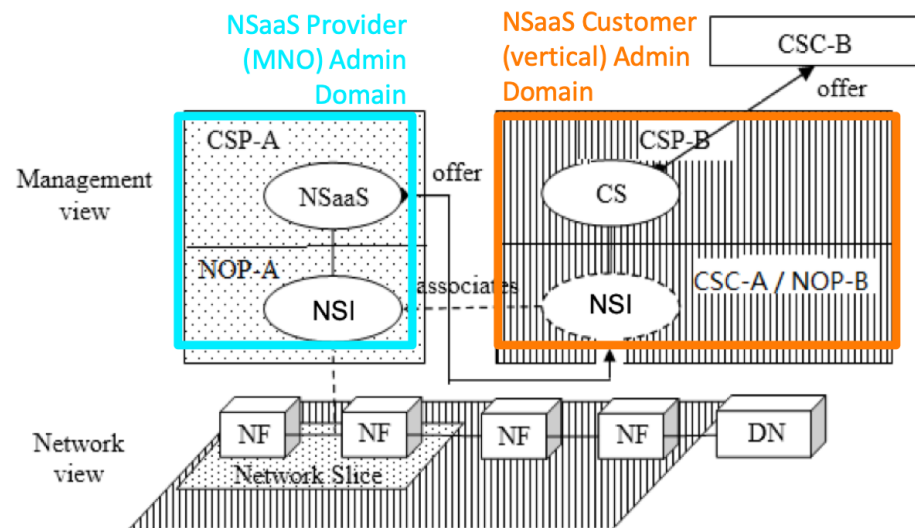 NSaaS Provider
(MNO) Admin
Domain
NSaaS Customer
(vertical) Admin
Domain
CSC-B
offer
CSP-A
CSP-B
Management
view
NSaaS
offer
CS
NOP-A
associates
CSC-A / NOP-B
NSI
NSI
Network
view
NF
NF
NF
NF
DN
Network Slice